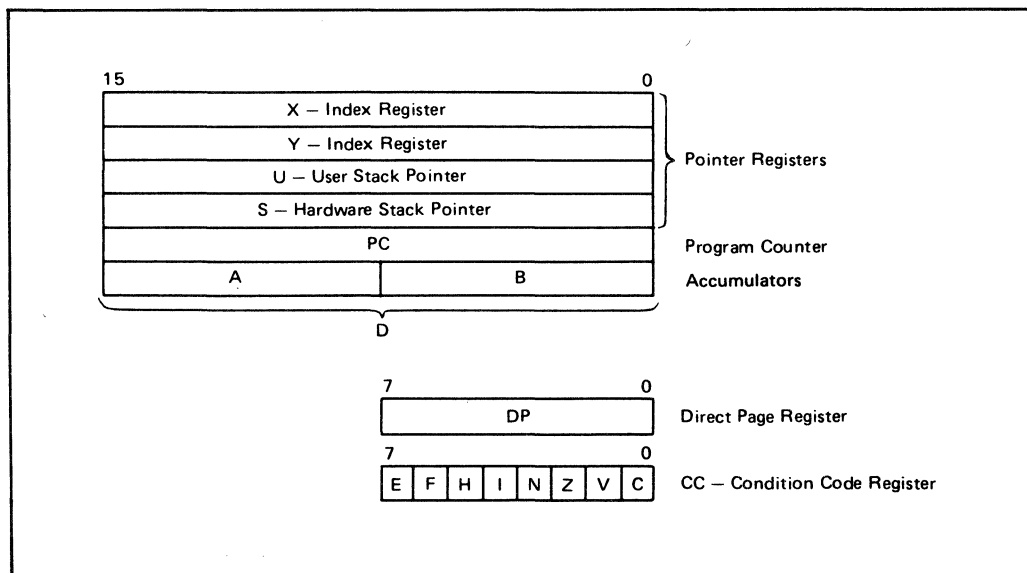 15 0
X – Index Register
Y – Index Register
U – User Stack Pointer
S – Hardware Stack Pointer
Pointer Registers
PC
Program Counter
A B
Accumulators
D
7 0
DP
Direct Page Register
7 0
E F H I N Z V C
CC – Condition Code Register